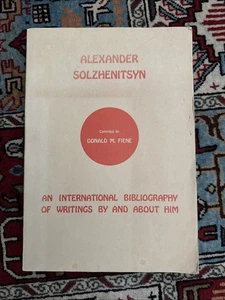 ALEXANDER
SOLZHENITSYN
Compiled by
DONALD M. FIENE
AN INTERNATIONAL BIBLIOGRAPHY
OF WRITINGS BY AND ABOUT HIM